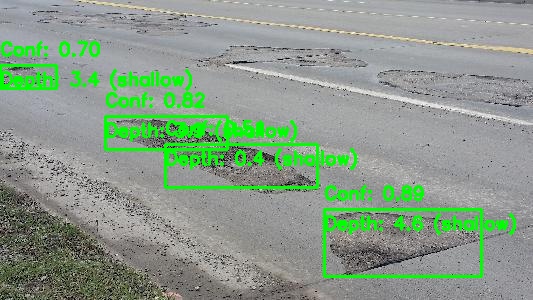 Conf: 0.70
Depth: 3.4 (shallow)
Conf: 0.82
Depth:
Depth: 0.4 (shallow)
Conf: 0.89
Depth: 4.6 (shallow)